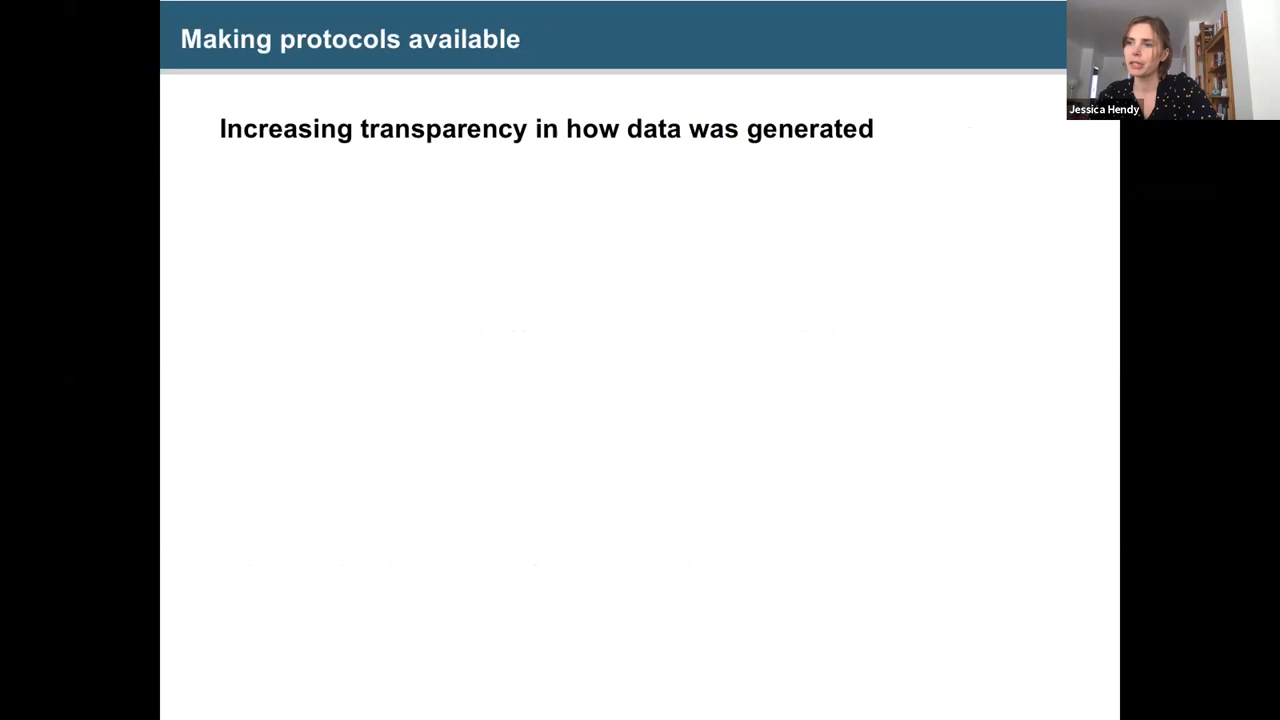 Making protocols available
Jessica Hendy
Increasing transparency in how data was generated